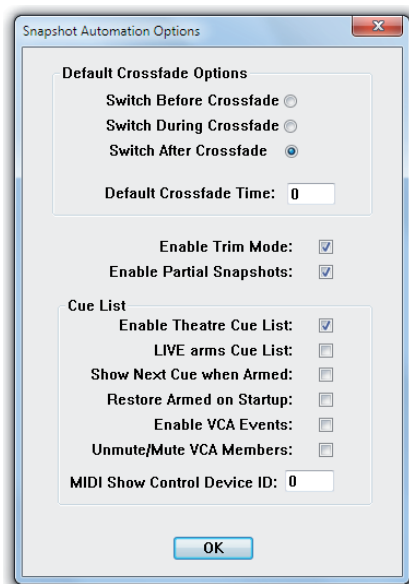 Snapshot Automation Options
Default Crossfade Options
Switch Before Crossfade
Switch During Crossfade
Switch After Crossfade
Default Crossfade Time: 0
Enable Trim Mode:
Enable Partial Snapshots:
Cue List
Enable Theatre Cue List:
LIVE arms Cue List:
Show Next Cue when Armed:
Restore Armed on Startup:
Enable VCA Events:
Unmute/Mute VCA Members:
MIDI Show Control Device ID: 0
OK